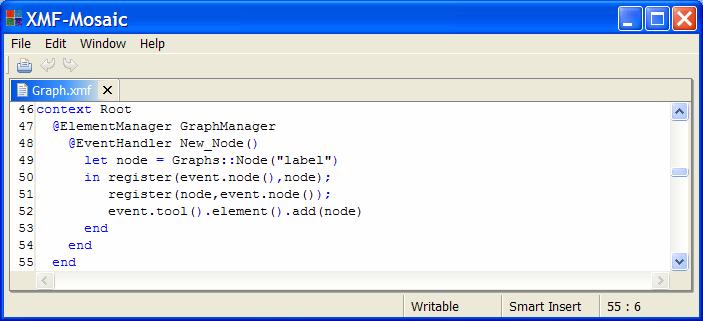 XMF-Mosaic
File Edit Window Help
Graph.xmf
46 context Root
47 @ElementManager GraphManager
48 @EventHandler New_Node()
49 let node = Graphs::Node("label")
50 in register(event.node(),node);
51 register(node,event.node());
52 event.tool().element().add(node)
53 end
54 end
55 end
Writable Smart Insert 55 : 6